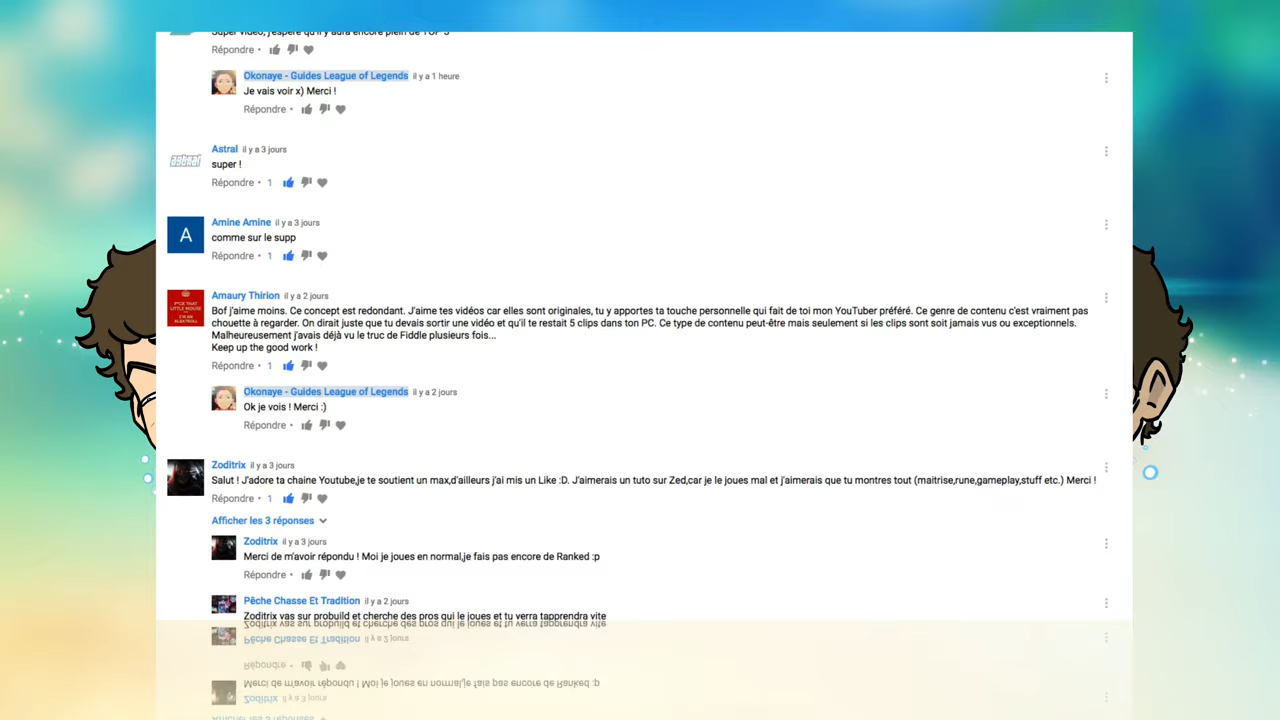 Super vidéo, j'espère qu'il y aura encore plein de TOP 5
Répondre •
Okonaye - Guides League of Legends il y a 1 heure
Je vais voir x) Merci !
Répondre •
astral
Astral il y a 3 jours
super !
Répondre • 1
A
Amine Amine il y a 3 jours
comme sur le supp
Répondre • 1
Amaury Thirion il y a 2 jours
Bof j'aime moins. Ce concept est redondant. J'aime tes vidéos car elles sont originales, tu y apportes ta touche personnelle qui fait de toi mon YouTuber préféré. Ce genre de contenu c'est vraiment pas
chouette à regarder. On dirait juste que tu devais sortir une vidéo et qu'il te restait 5 clips dans ton PC. Ce type de contenu peut-être mais seulement si les clips sont soit jamais vus ou exceptionnels.
Malheureusement j'avais déjà vu le truc de Fiddle plusieurs fois...
Keep up the good work !
Répondre • 1
Okonaye - Guides League of Legends il y a 2 jours
Ok je vois ! Merci :)
Répondre •
Zoditrix il y a 3 jours
Salut ! J'adore ta chaine Youtube,je te soutient un max,d'ailleurs j'ai mis un Like :D. J'aimerais un tuto sur Zed,car je le joues mal et j'aimerais que tu montres tout (maitrise,rune,gameplay,stuff etc.) Merci !
Répondre • 1
Afficher les 3 réponses
Zoditrix il y a 3 jours
Merci de m'avoir répondu ! Moi je joues en normal,je fais pas encore de Ranked :p
Répondre •
Pêche Chasse Et Tradition il y a 2 jours
Zoditrix vas sur probuild et cherche des pros qui le joues et tu verra tapprendra vite